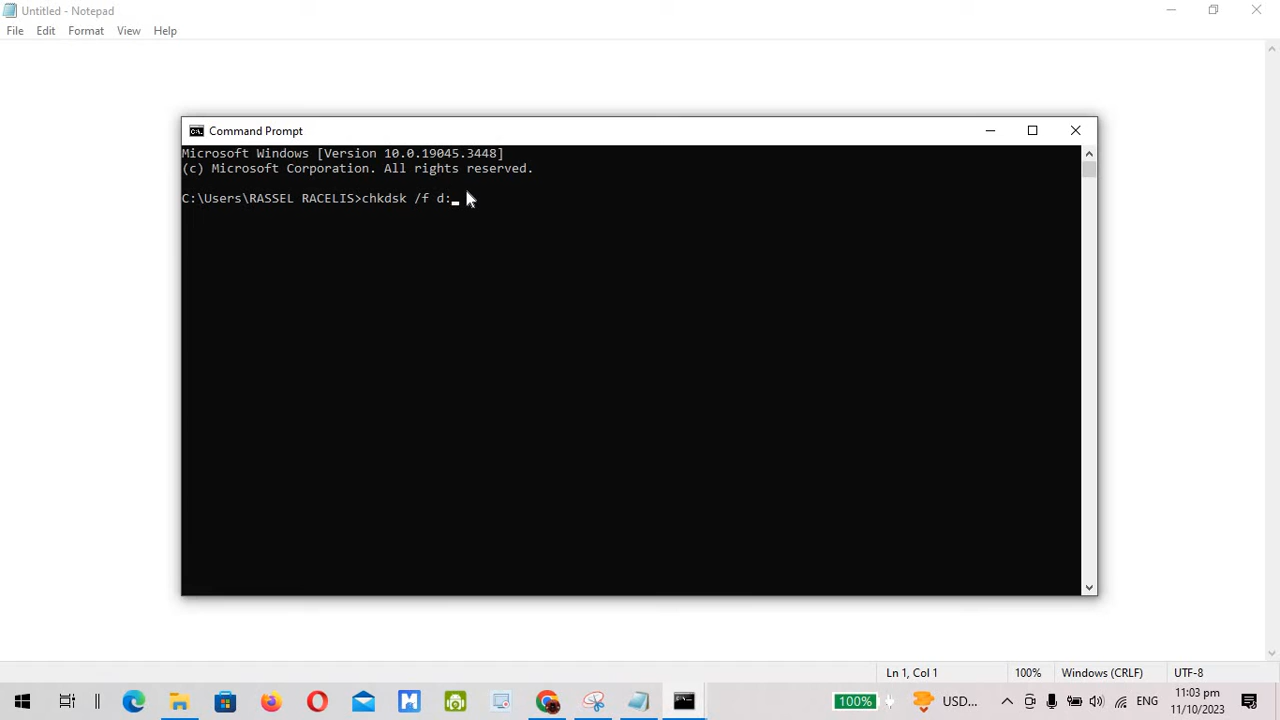 Untitled - Notepad
File Edit Format View Help
Command Prompt
Microsoft Windows [Version 10.0.19045.3448]
(c) Microsoft Corporation. All rights reserved.
C:\Users\RASSEL RACELIS>chkdsk /f d:
Ln 1, Col 1 100% Windows (CRLF) UTF-8
100% USD... ENG 11:03 pm
11/10/2023